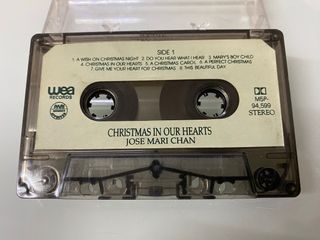 SIDE 1
1 A WISH ON CHRISTMAS NIGHT 2 DO YOU HEAR WHAT I HEAR 3 MARY'S BOY CHILD
4 CHRISTMAS IN OUR HEARTS 5 A CHRISTMAS CAROL 6 A PERFECT CHRISTMAS
7 GIVE ME YOUR HEART FOR CHRISTMAS 8 THIS BEAUTIFUL DAY
wea
RECORDS
MSP-
94,599
STEREO
CHRISTMAS IN OUR HEARTS
JOSE MARI CHAN